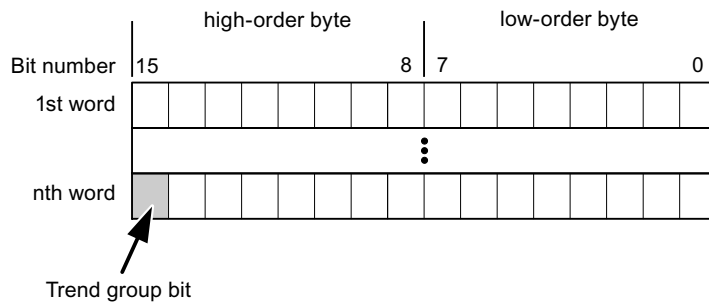 high-order byte low-order byte
Bit number 15 8 7 0
1st word
nth word
Trend group bit